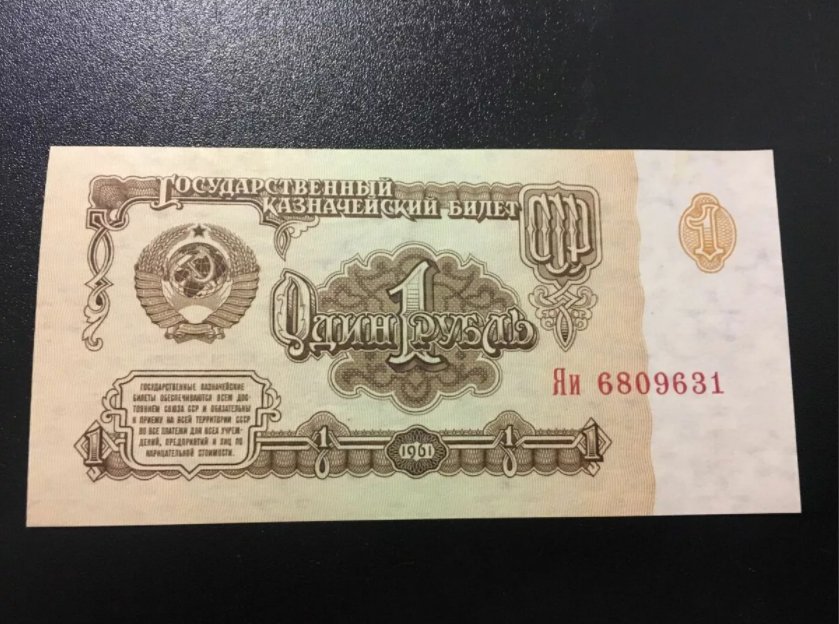 Государственный
казначейский билет
СССР
1
Один 1 рубль
Яи 6809631
ГОСУДАРСТВЕННЫЕ КАЗНАЧЕЙСКИЕ
БИЛЕТЫ ОБЕСПЕЧИВАЮТСЯ ВСЕМ ДОС-
ТОЯНИЕМ СОЮЗА ССР И ОБЯЗАТЕЛЬНЫ
К ПРИЕМУ НА ВСЕЙ ТЕРРИТОРИИ СССР
ВО ВСЕ ПЛАТЕЖИ ДЛЯ ВСЕХ УЧРЕЖ-
ДЕНИЙ, ПРЕДПРИЯТИЙ И ЛИЦ ПО
НАРИЦАТЕЛЬНОЙ СТОИМОСТИ.
1 1 1961 1 1